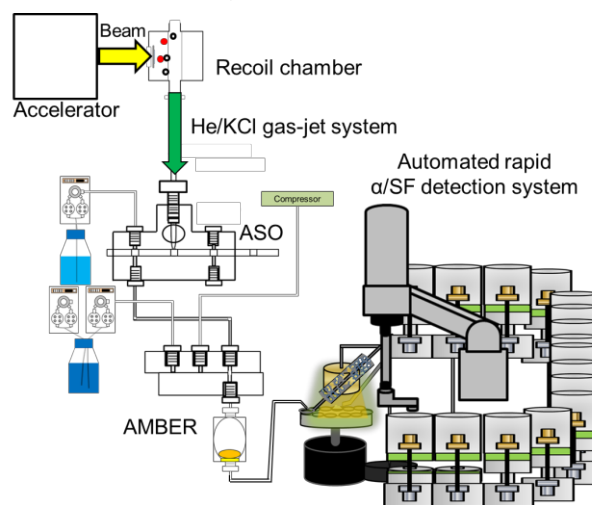 Beam
Accelerator
Recoil chamber
He/KCl gas-jet system
Automated rapid
α/SF detection system
Compressor
ASO
AMBER